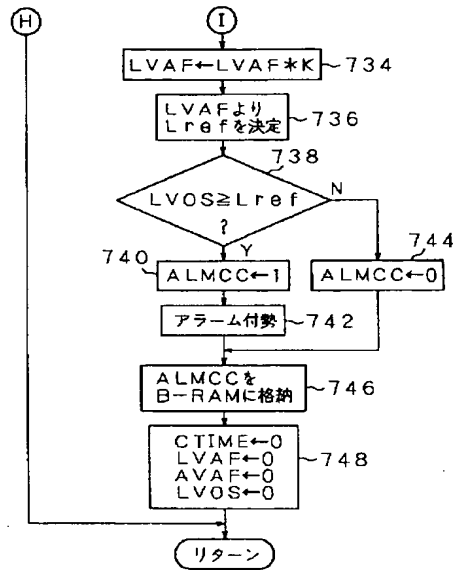 H
I
LVAF←LVAF*K
734
LVAFより
Lrefを決定
736
738
LVOS≧Lref
?
N
Y
740
ALMCC←1
744
ALMCC←0
アラーム付勢
742
ALMCCを
B-RAMに格納
746
CTIME←0
LVAF←0
AVAF←0
LVOS←0
748
リターン